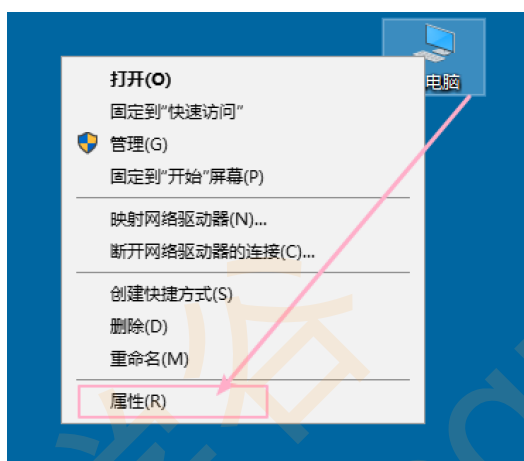 电脑
打开(O)
固定到"快速访问"
管理(G)
固定到"开始"屏幕(P)
映射网络驱动器(N)...
断开网络驱动器的连接(C)...
创建快捷方式(S)
删除(D)
重命名(M)
属性(R)